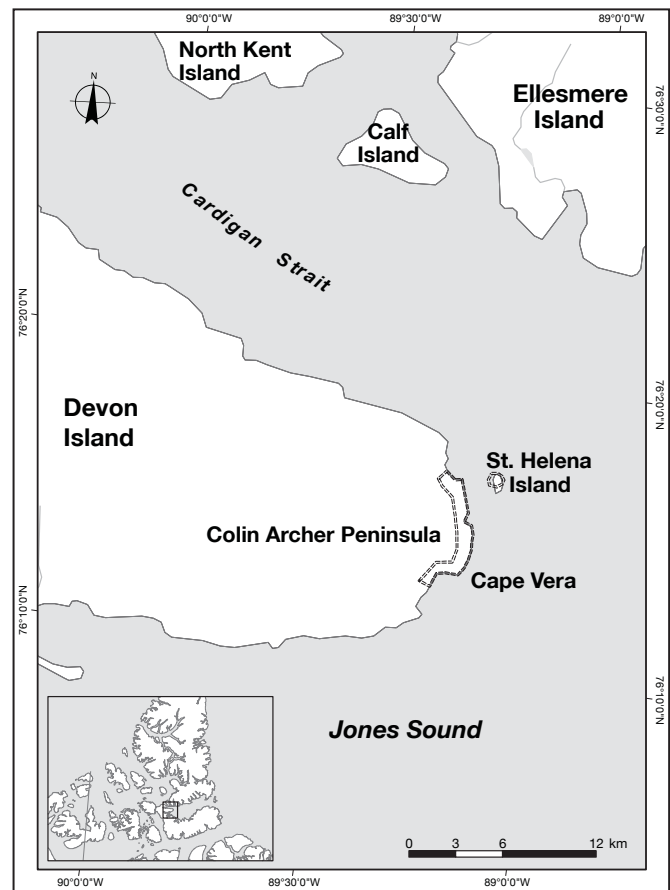 90°0'0"W
89°30'0"W
89°0'0"W
North Kent
Island
N
Ellesmere
Island
76°30'0"N
Calf
Island
Cardigan Strait
76°20'0"N
76°20'0"N
Devon
Island
St. Helena
Island
Colin Archer Peninsula
Cape Vera
76°10'0"N
76°10'0"N
Jones Sound
0 3 6 12 km
90°0'0"W
89°30'0"W
89°0'0"W